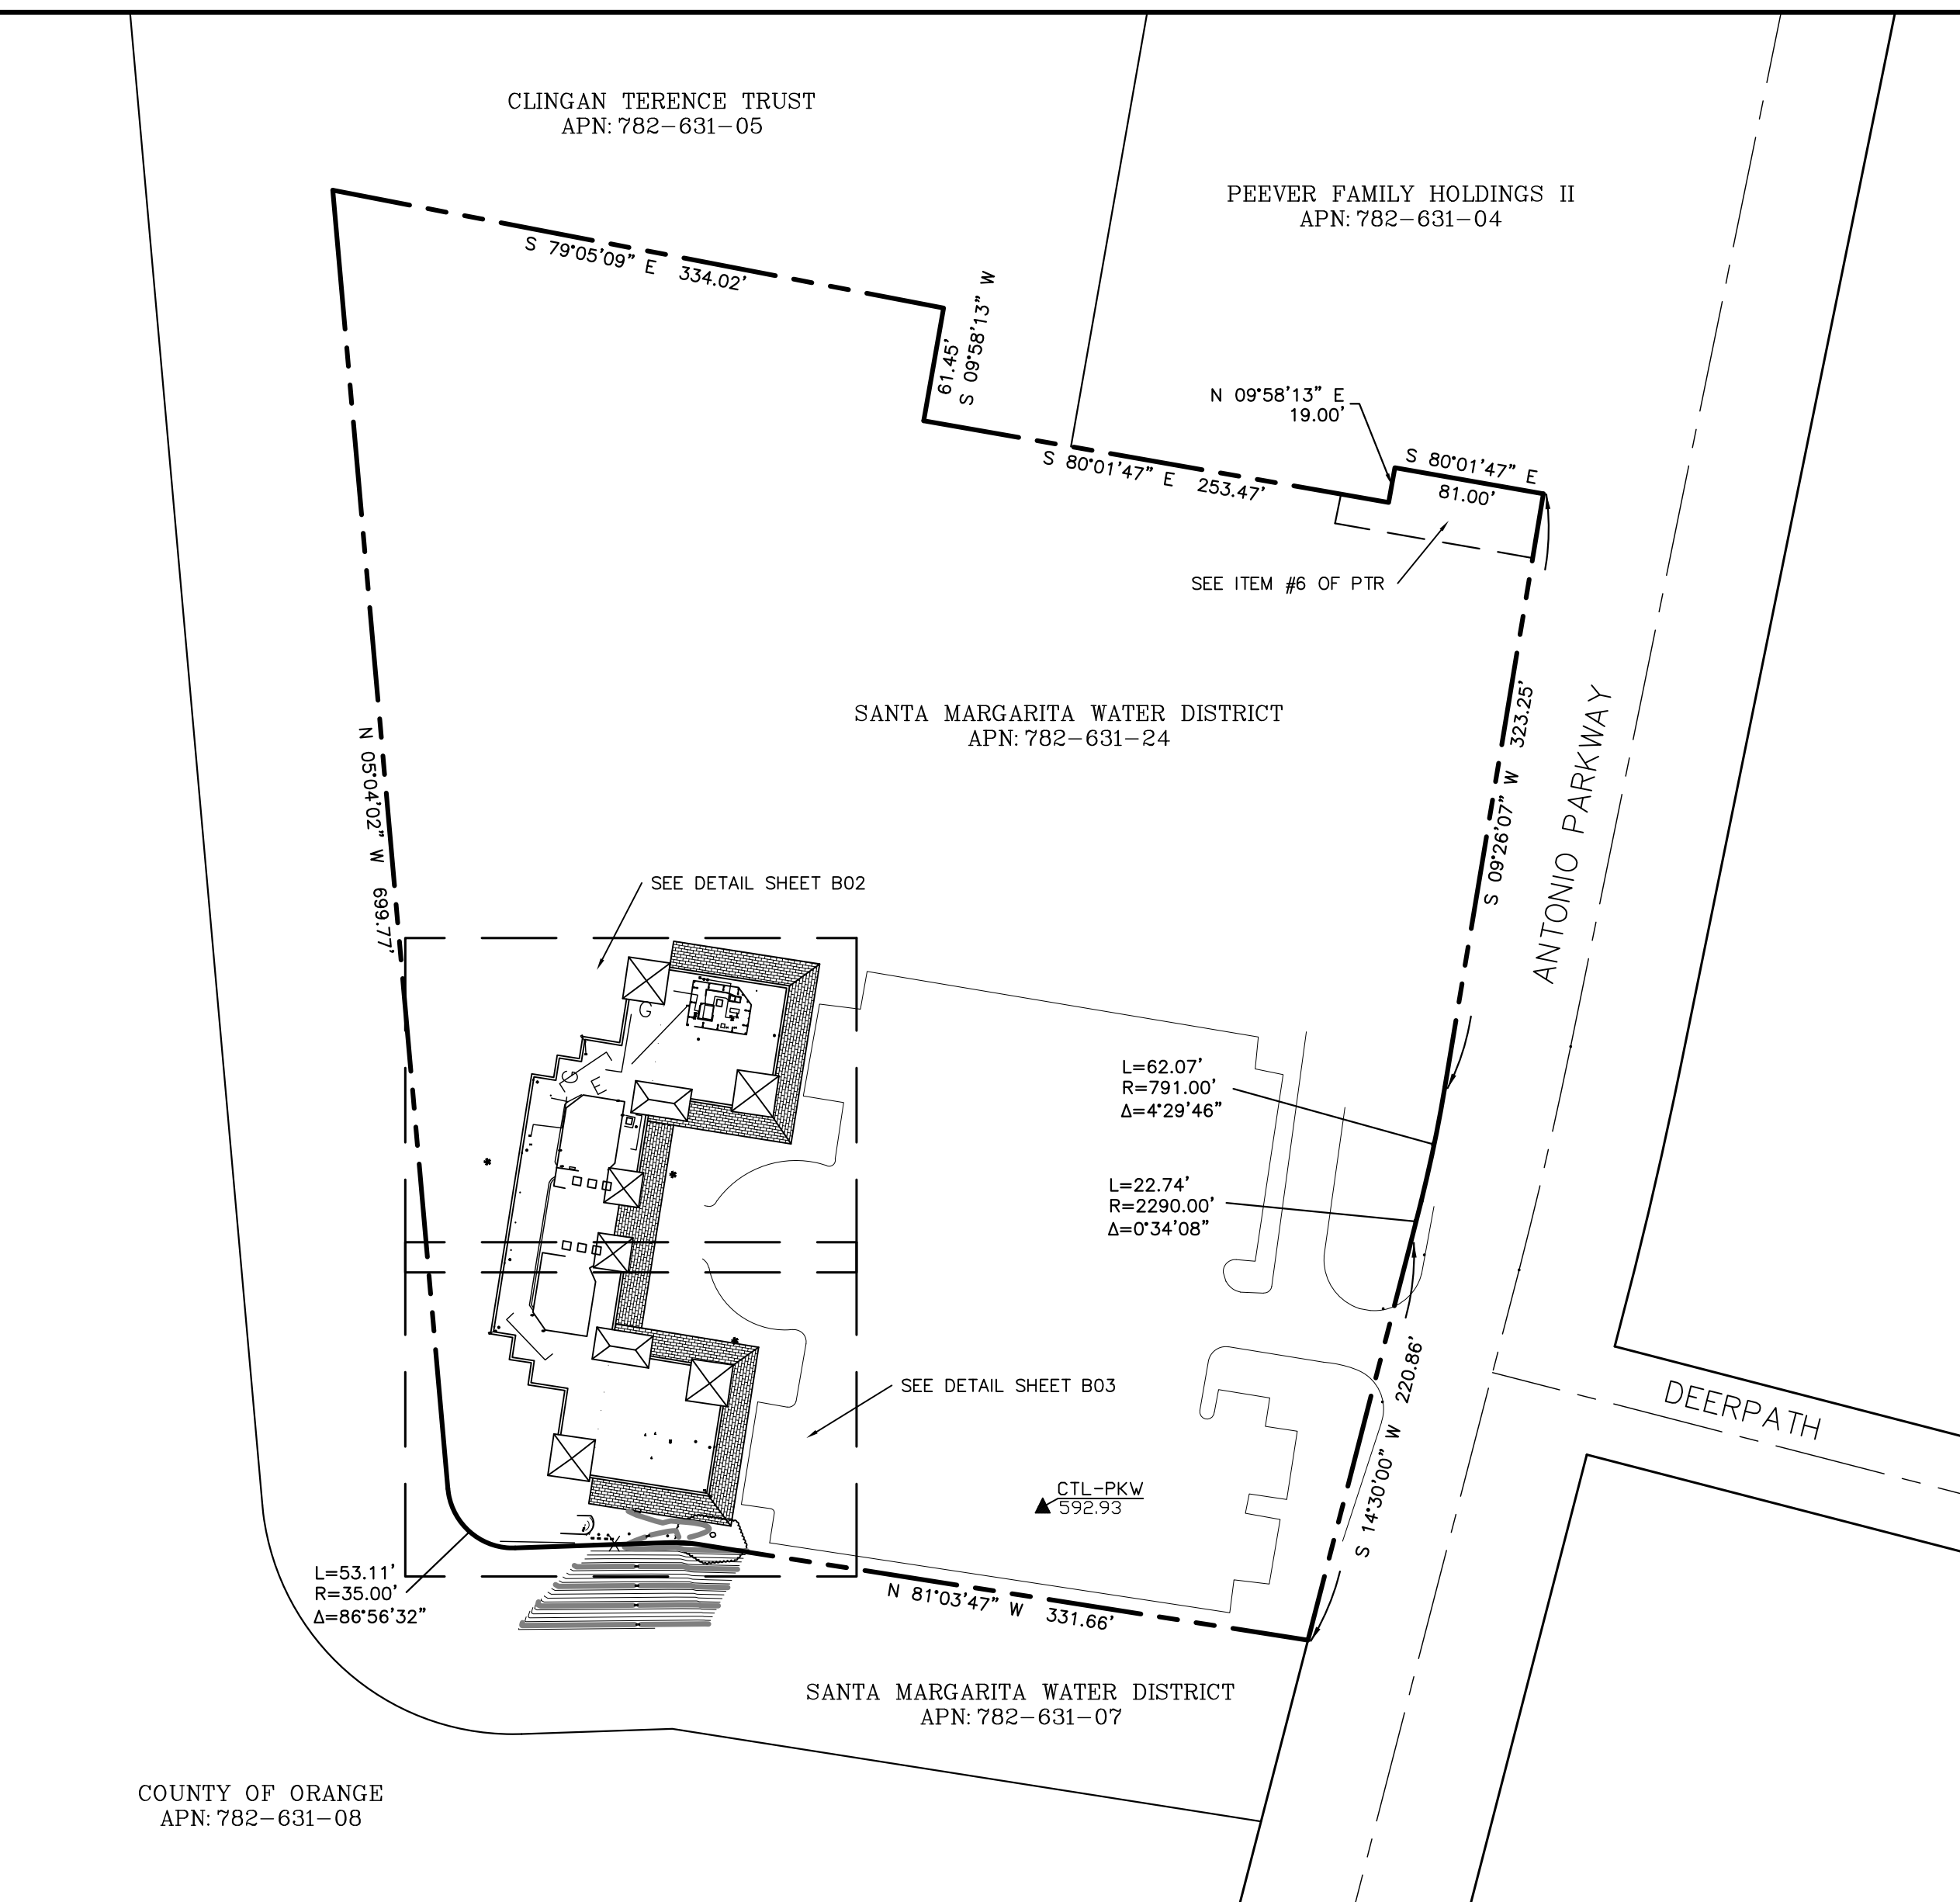 CLINGAN TERENCE TRUST
APN: 782-631-05
PEEVER FAMILY HOLDINGS II
APN: 782-631-04
S 79°05'09" E 334.02'
61.45'
S 09°58'13" W
N 09°58'13" E
19.00'
S 80°01'47" E 253.47'
S 80°01'47" E
81.00'
SEE ITEM #6 OF PTR
SANTA MARGARITA WATER DISTRICT
APN: 782-631-24
S 09°26'07" W 323.25'
ANTONIO PARKWAY
N 05°04'02" W 699.77'
SEE DETAIL SHEET B02
G
E
L=62.07'
R=791.00'
Δ=4°29'46"
L=22.74'
R=2290.00'
Δ=0°34'08"
SEE DETAIL SHEET B03
S 14°30'00" W 220.86'
DEERPATH
CTL-PKW
592.93
L=53.11'
R=35.00'
Δ=86°56'32"
N 81°03'47" W 331.66'
SANTA MARGARITA WATER DISTRICT
APN: 782-631-07
COUNTY OF ORANGE
APN: 782-631-08